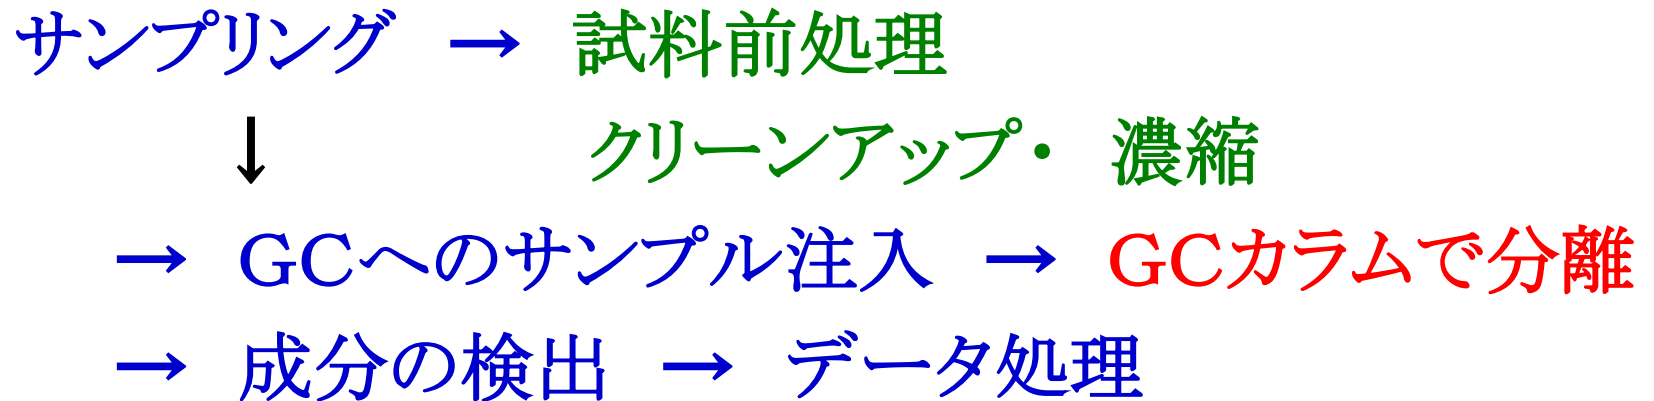 サンプリング → 試料前処理
↓ クリーンアップ・ 濃縮
→ GCへのサンプル注入 → GCカラムで分離
→ 成分の検出 → データ処理